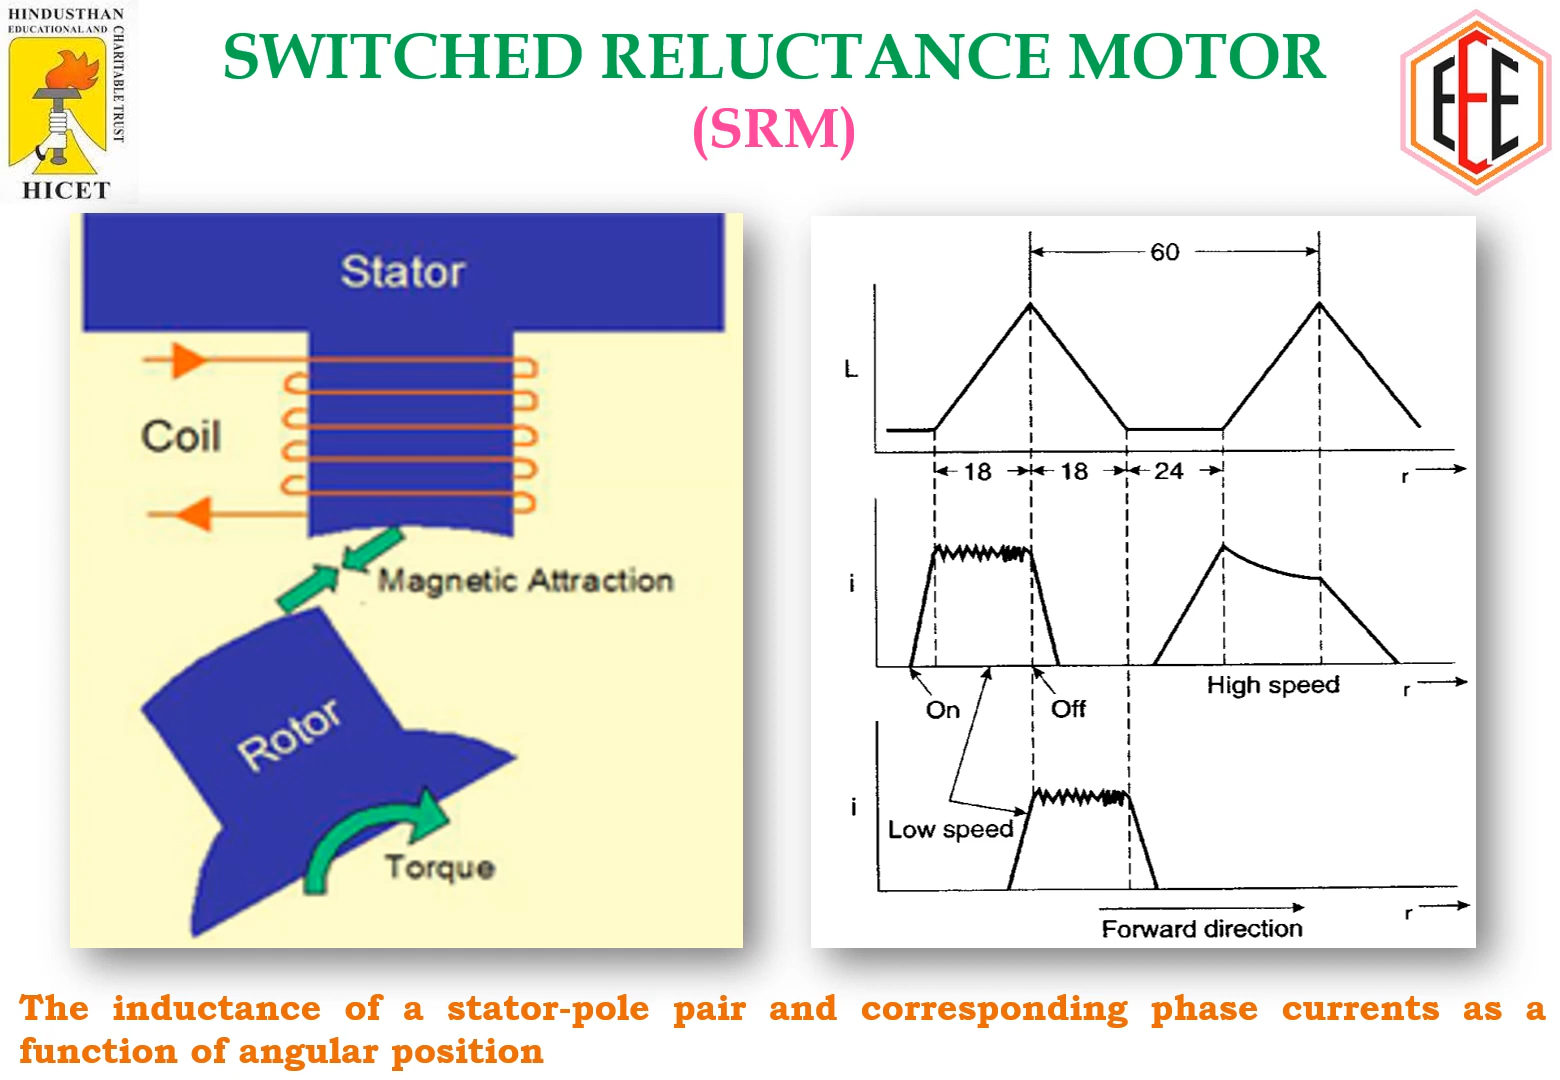 HINDUSTHAN
EDUCATIONAL AND
CHARITABLE TRUST
HICET
SWITCHED RELUCTANCE MOTOR
(SRM)
EEE
Stator
Coil
Magnetic Attraction
Rotor
Torque
60
L
18 18 24
r
i
On
Off
High speed
r
i
Low speed
r
Forward direction
The inductance of a stator-pole pair and corresponding phase currents as a
function of angular position